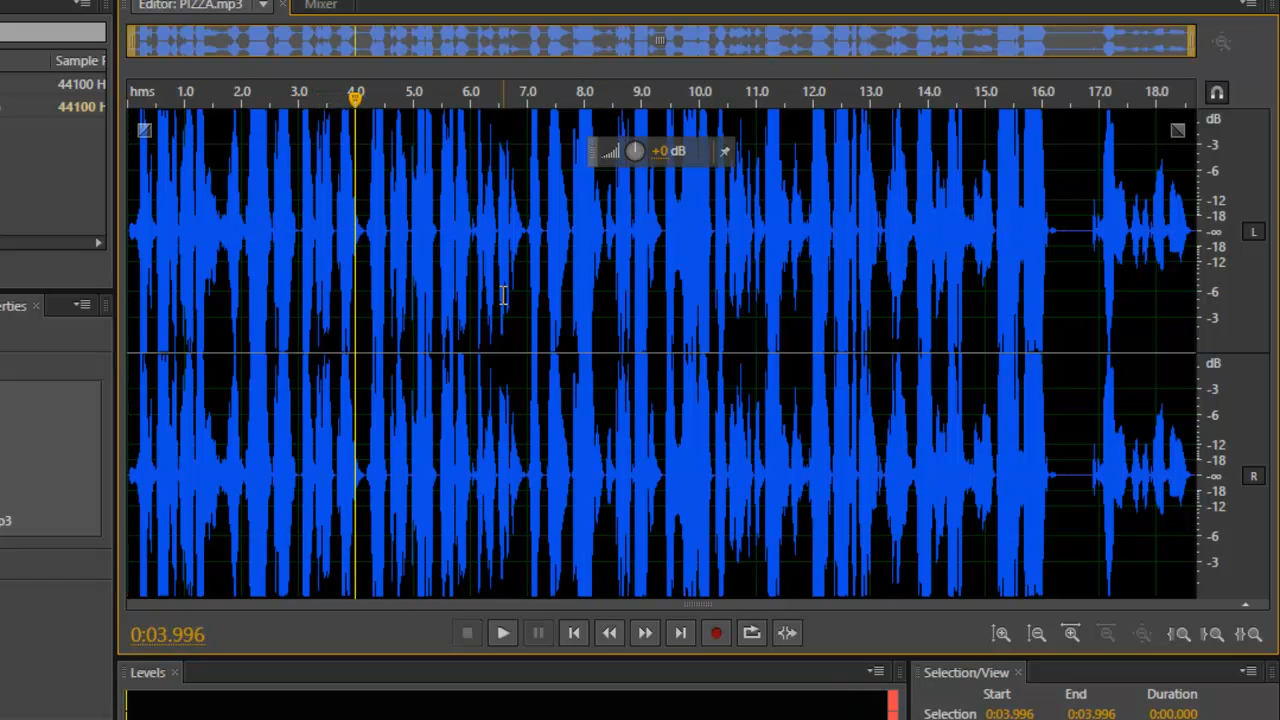 Editor: PIZZA.mp3 Mixer
Sample
44100 H
44100 H
hms 1.0 2.0 3.0 4.0 5.0 6.0 7.0 8.0 9.0 10.0 11.0 12.0 13.0 14.0 15.0 16.0 17.0 18.0
+0 dB
dB
-3
-6
-12
-18
-∞
-18
-12
-6
-3
L
dB
-3
-6
-12
-18
-∞
-18
-12
-6
-3
R
erties
p3
0:03.996
Levels
Selection/View
Start End Duration
Selection 0:03.996 0:03.996 0:00.000